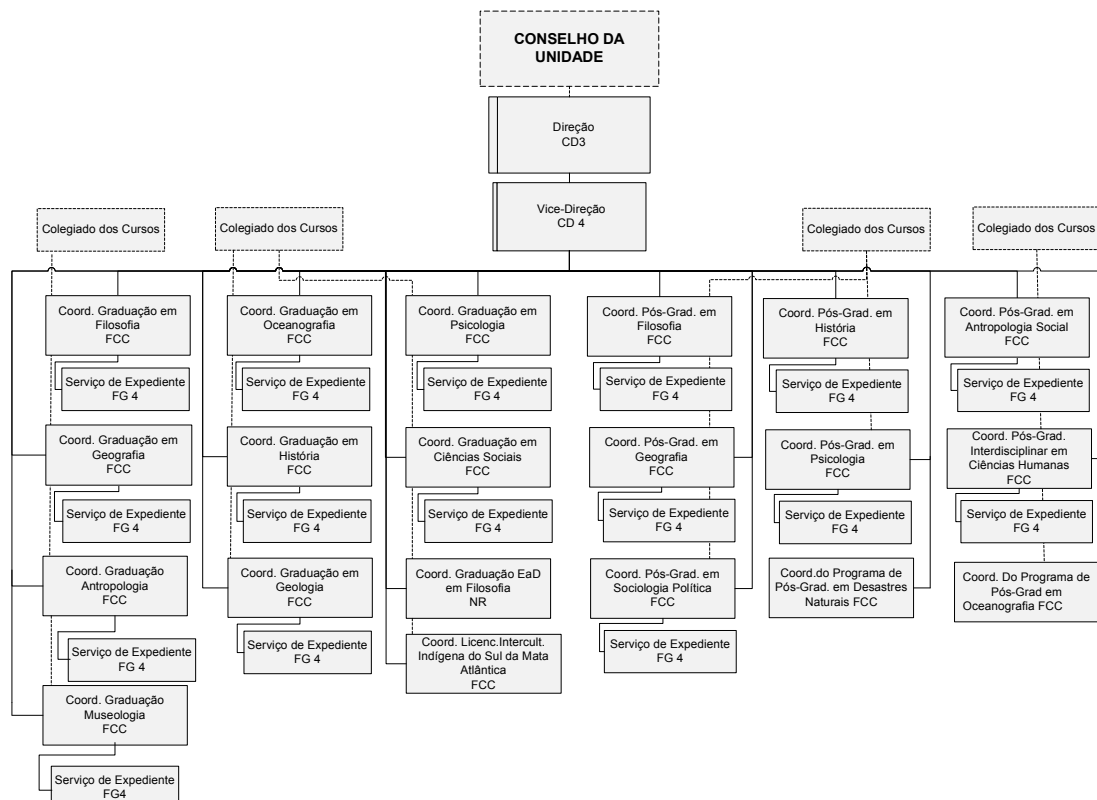 CONSELHO DA
UNIDADE
Direção
CD3
Vice-Direção
CD 4
Colegiado dos Cursos
Colegiado dos Cursos
Colegiado dos Cursos
Colegiado dos Cursos
Coord. Graduação em
Filosofia
FCC
Coord. Graduação em
Oceanografia
FCC
Coord. Graduação em
Psicologia
FCC
Coord. Pós-Grad. em
Filosofia
FCC
Coord. Pós-Grad. em
História
FCC
Coord. Pós-Grad. em
Antropologia Social
FCC
Serviço de Expediente
FG 4
Serviço de Expediente
FG 4
Serviço de Expediente
FG 4
Serviço de Expediente
FG 4
Serviço de Expediente
FG 4
Serviço de Expediente
FG 4
Coord. Graduação em
Geografia
FCC
Coord. Graduação em
História
FCC
Coord. Graduação em
Ciências Sociais
FCC
Coord. Pós-Grad. em
Geografia
FCC
Coord. Pós-Grad. em
Psicologia
FCC
Coord. Pós-Grad.
Interdisciplinar em
Ciências Humanas
FCC
Serviço de Expediente
FG 4
Serviço de Expediente
FG 4
Serviço de Expediente
FG 4
Serviço de Expediente
FG 4
Serviço de Expediente
FG 4
Serviço de Expediente
FG 4
Coord. Graduação
Antropologia
FCC
Coord. Graduação em
Geologia
FCC
Coord. Graduação EaD
em Filosofia
NR
Coord. Pós-Grad. em
Sociologia Política
FCC
Coord.do Programa de
Pós-Grad. em Desastres
Naturais FCC
Coord. Do Programa de
Pós-Grad em
Oceanografia FCC
Serviço de Expediente
FG 4
Serviço de Expediente
FG 4
Coord. Licenc.Intercult.
Indígena do Sul da Mata
Atlântica
FCC
Serviço de Expediente
FG 4
Coord. Graduação
Museologia
FCC
Serviço de Expediente
FG4